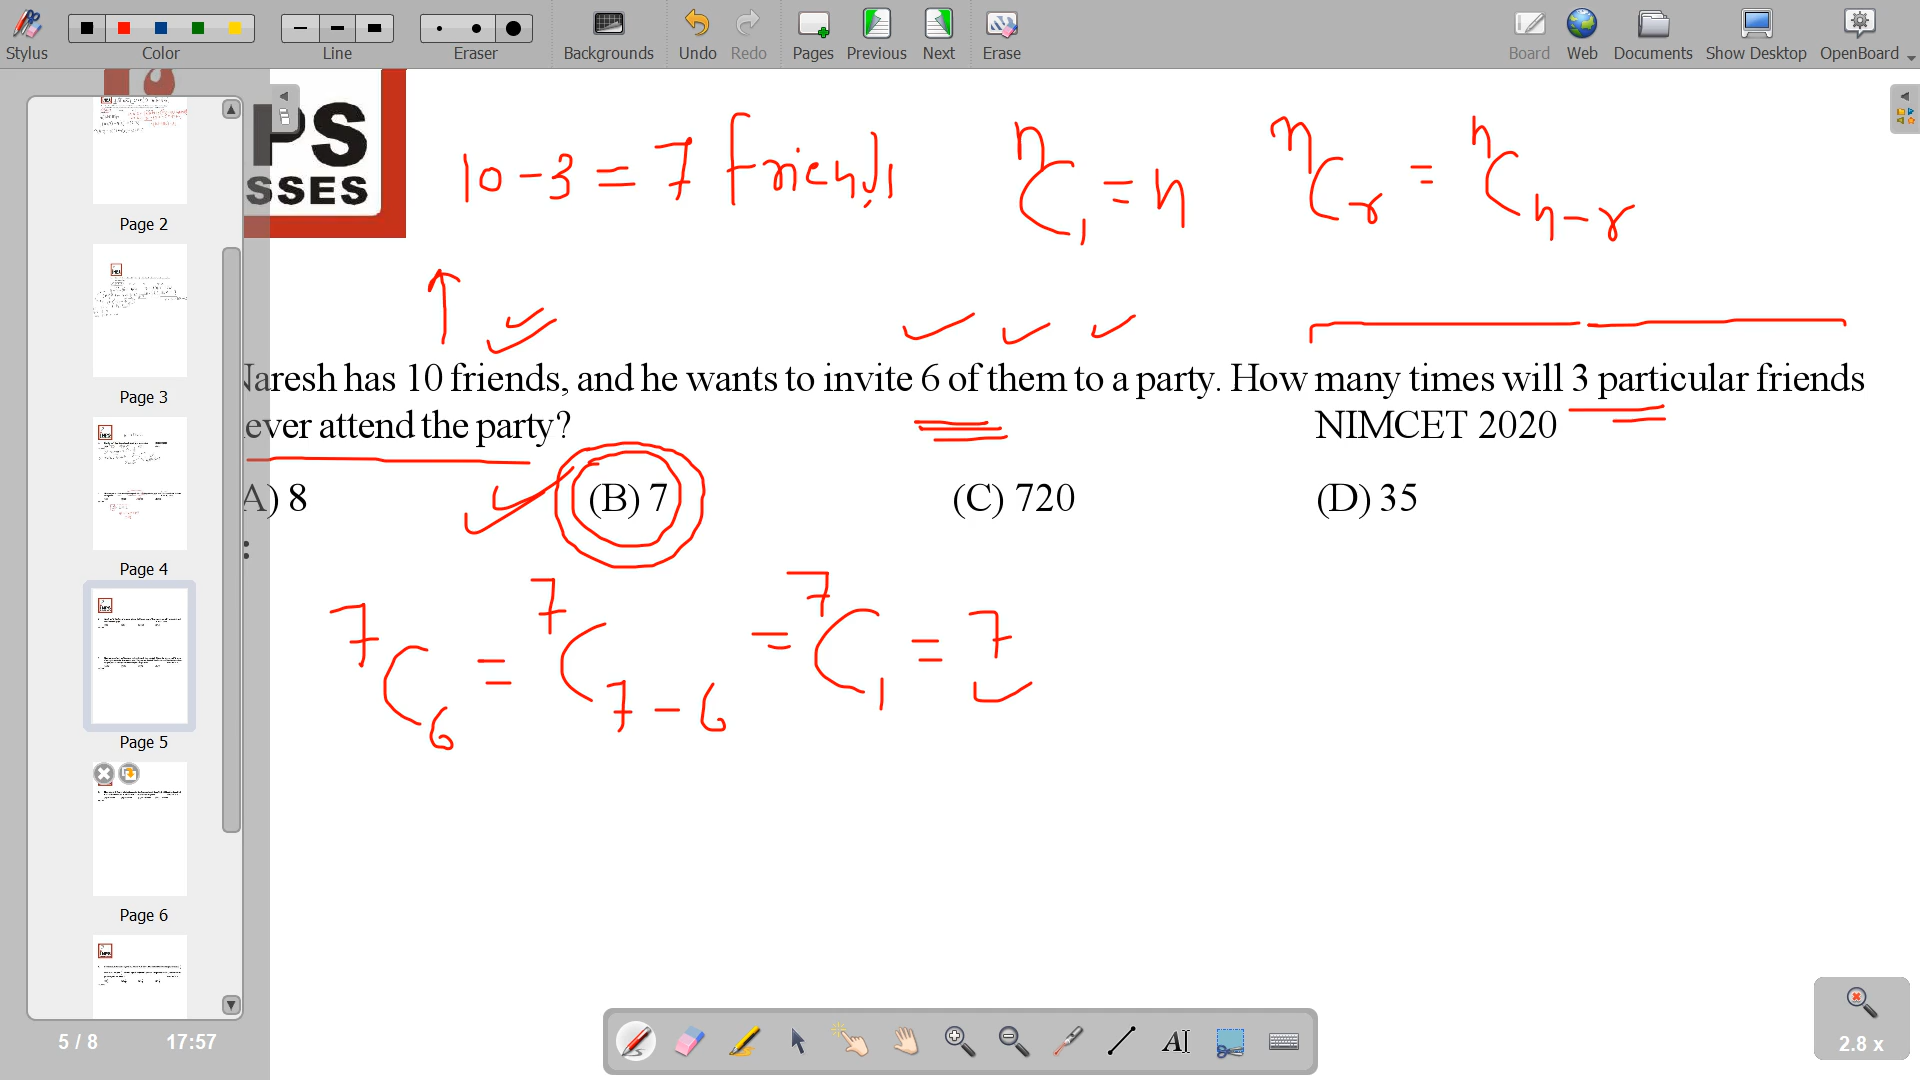 Stylus Color Line Eraser Backgrounds Undo Redo Pages Previous Next Erase Board Web Documents Show Desktop OpenBoard
PS
SSES
10 - 3 = 7 Friends
nC1 = n
nCr = nCn-r
Naresh has 10 friends, and he wants to invite 6 of them to a party. How many times will 3 particular friends
ever attend the party? NIMCET 2020
A) 8 (B) 7 (C) 720 (D) 35
:
7C6 = 7C7-6 = 7C1 = 7
Page 2
Page 3
Page 4
Page 5
Page 6
5 / 8 17:57
2.8 x